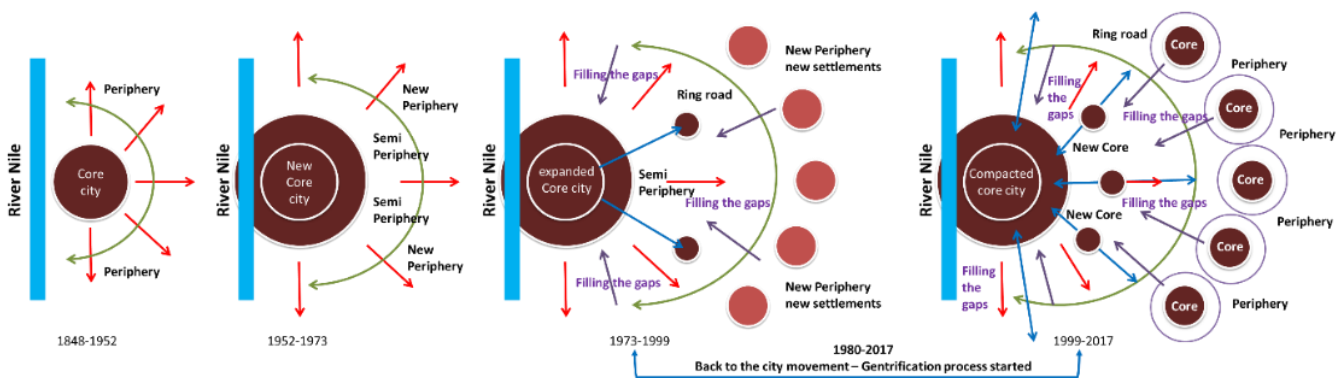 River Nile
Periphery
Core
city
Periphery
1848-1952
River Nile
New
Periphery
Semi
Periphery
New
Core
city
Semi
Periphery
New
Periphery
1952-1973
River Nile
Filling the gaps
Ring road
expanded
Core city
Semi
Periphery
Filling the gaps
Filling the gaps
New Periphery
new settlements
New Periphery
new settlements
1973-1999
River Nile
Ring road
Core
Periphery
Filling
the
gaps
Filling the gaps
Core
Periphery
New Core
Compacted
core city
Core
Filling the gaps
New Core
Periphery
Core
Filling
the
gaps
Core
Periphery
1999-2017
1980-2017
Back to the city movement – Gentrification process started